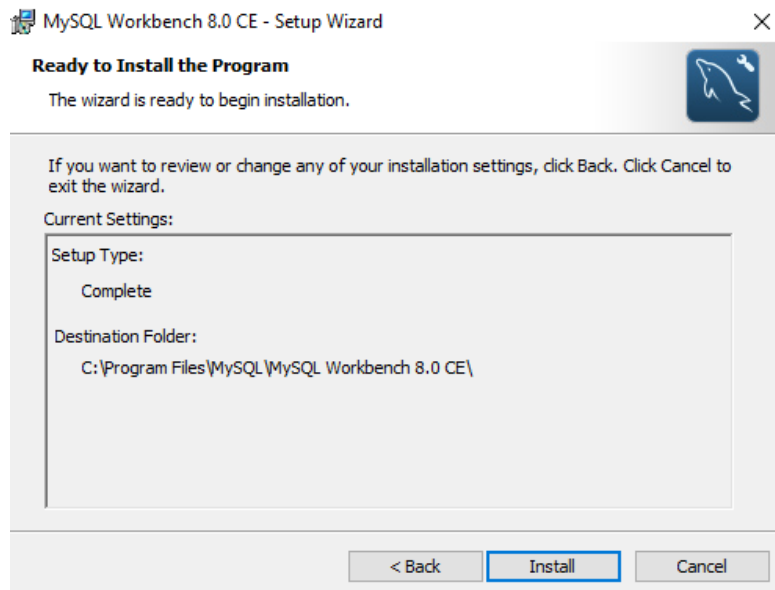 MySQL Workbench 8.0 CE - Setup Wizard
Ready to Install the Program
The wizard is ready to begin installation.
If you want to review or change any of your installation settings, click Back. Click Cancel to
exit the wizard.
Current Settings:
Setup Type:
Complete
Destination Folder:
C:\Program Files\MySQL\MySQL Workbench 8.0 CE\
< Back
Install
Cancel